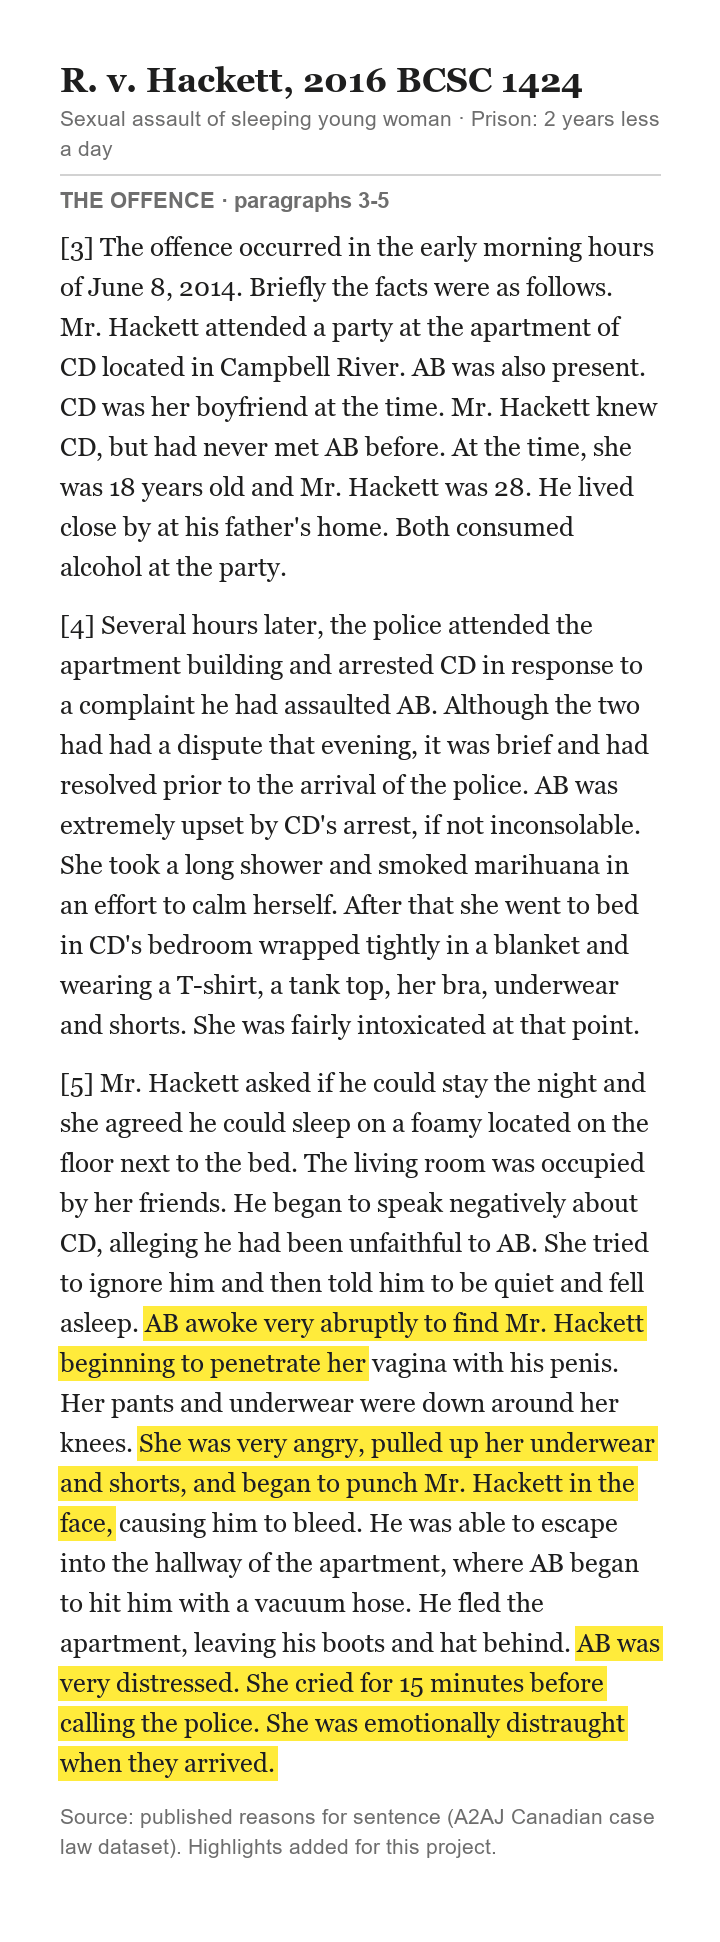 R. v. Hackett, 2016 BCSC 1424
Sexual assault of sleeping young woman · Prison: 2 years less
a day
THE OFFENCE · paragraphs 3-5
[3] The offence occurred in the early morning hours
of June 8, 2014. Briefly the facts were as follows.
Mr. Hackett attended a party at the apartment of
CD located in Campbell River. AB was also present.
CD was her boyfriend at the time. Mr. Hackett knew
CD, but had never met AB before. At the time, she
was 18 years old and Mr. Hackett was 28. He lived
close by at his father's home. Both consumed
alcohol at the party.
[4] Several hours later, the police attended the
apartment building and arrested CD in response to
a complaint he had assaulted AB. Although the two
had had a dispute that evening, it was brief and had
resolved prior to the arrival of the police. AB was
extremely upset by CD's arrest, if not inconsolable.
She took a long shower and smoked marihuana in
an effort to calm herself. After that she went to bed
in CD's bedroom wrapped tightly in a blanket and
wearing a T-shirt, a tank top, her bra, underwear
and shorts. She was fairly intoxicated at that point.
[5] Mr. Hackett asked if he could stay the night and
she agreed he could sleep on a foamy located on the
floor next to the bed. The living room was occupied
by her friends. He began to speak negatively about
CD, alleging he had been unfaithful to AB. She tried
to ignore him and then told him to be quiet and fell
asleep. AB awoke very abruptly to find Mr. Hackett
beginning to penetrate her vagina with his penis.
Her pants and underwear were down around her
knees. She was very angry, pulled up her underwear
and shorts, and began to punch Mr. Hackett in the
face, causing him to bleed. He was able to escape
into the hallway of the apartment, where AB began
to hit him with a vacuum hose. He fled the
apartment, leaving his boots and hat behind. AB was
very distressed. She cried for 15 minutes before
calling the police. She was emotionally distraught
when they arrived.
Source: published reasons for sentence (A2AJ Canadian case
law dataset). Highlights added for this project.